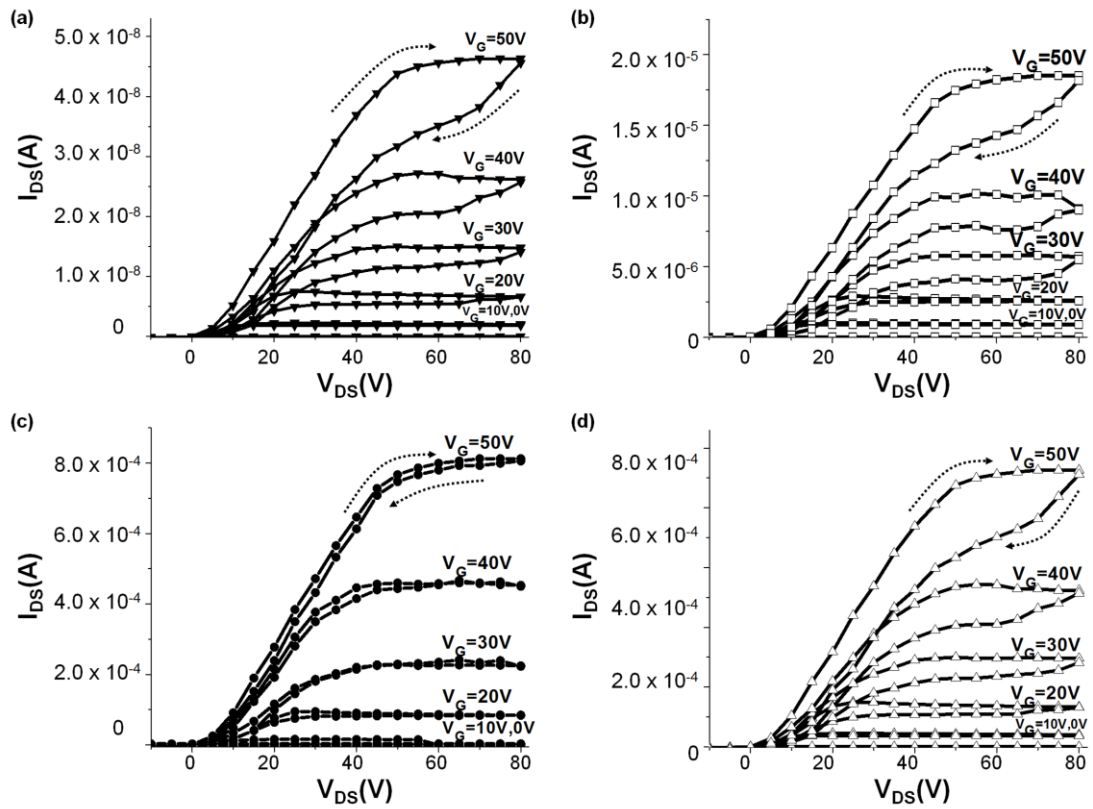 (a)
I_DS(A)
5.0 x 10^-8
4.0 x 10^-8
3.0 x 10^-8
2.0 x 10^-8
1.0 x 10^-8
0
V_G=50V
V_G=40V
V_G=30V
V_G=20V
V_G=10V,0V
0 20 40 60 80
V_DS(V)
(b)
I_DS(A)
2.0 x 10^-5
1.5 x 10^-5
1.0 x 10^-5
5.0 x 10^-6
0
V_G=50V
V_G=40V
V_G=30V
V_G=20V
V_G=10V,0V
0 20 40 60 80
V_DS(V)
(c)
I_DS(A)
8.0 x 10^-4
6.0 x 10^-4
4.0 x 10^-4
2.0 x 10^-4
0
V_G=50V
V_G=40V
V_G=30V
V_G=20V
V_G=10V,0V
0 20 40 60 80
V_DS(V)
(d)
I_DS(A)
8.0 x 10^-4
6.0 x 10^-4
4.0 x 10^-4
2.0 x 10^-4
0
V_G=50V
V_G=40V
V_G=30V
V_G=20V
V_G=10V,0V
0 20 40 60 80
V_DS(V)